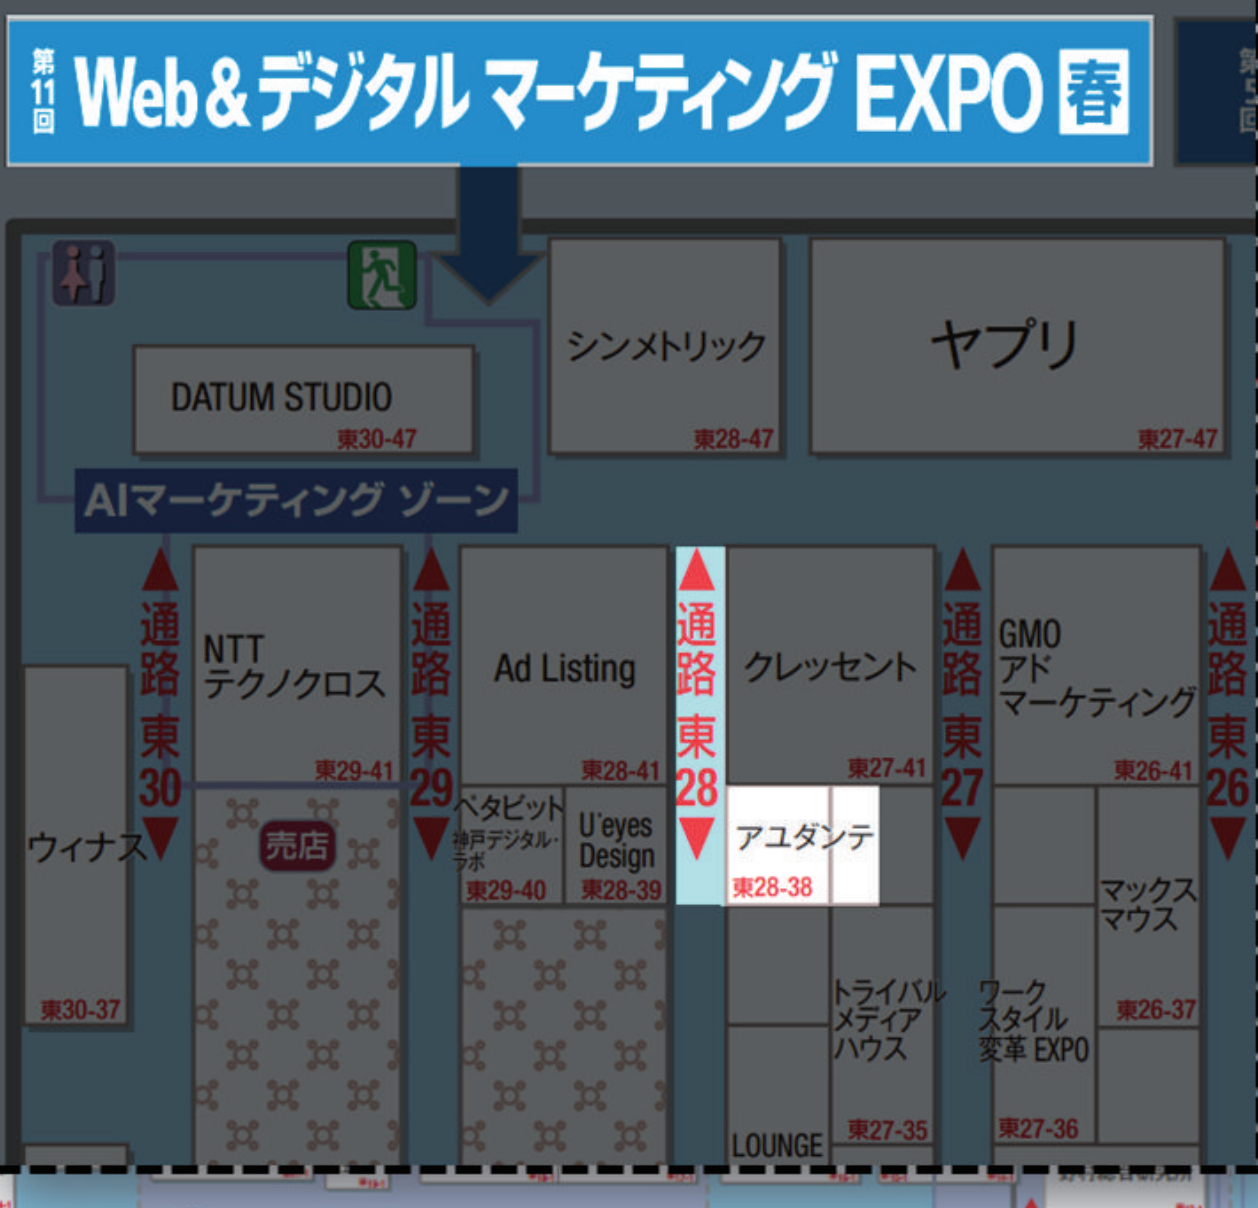 第11回 Web&デジタル マーケティング EXPO 春
シンメトリック
東28-47
ヤプリ
東27-47
DATUM STUDIO
東30-47
AIマーケティング ゾーン
通路 東30
NTT
テクノクロス
東29-41
通路 東29
Ad Listing
東28-41
通路 東28
クレッセント
東27-41
通路 東27
GMO
アド
マーケティング
東26-41
通路 東26
ウィナス
東30-37
売店
ペタビット
神戸デジタル・
ラボ
東29-40
U'eyes
Design
東28-39
アユダンテ
東28-38
マックス
マウス
東26-37
トライバル
メディア
ハウス
東27-35
ワーク
スタイル
変革 EXPO
東27-36
LOUNGE